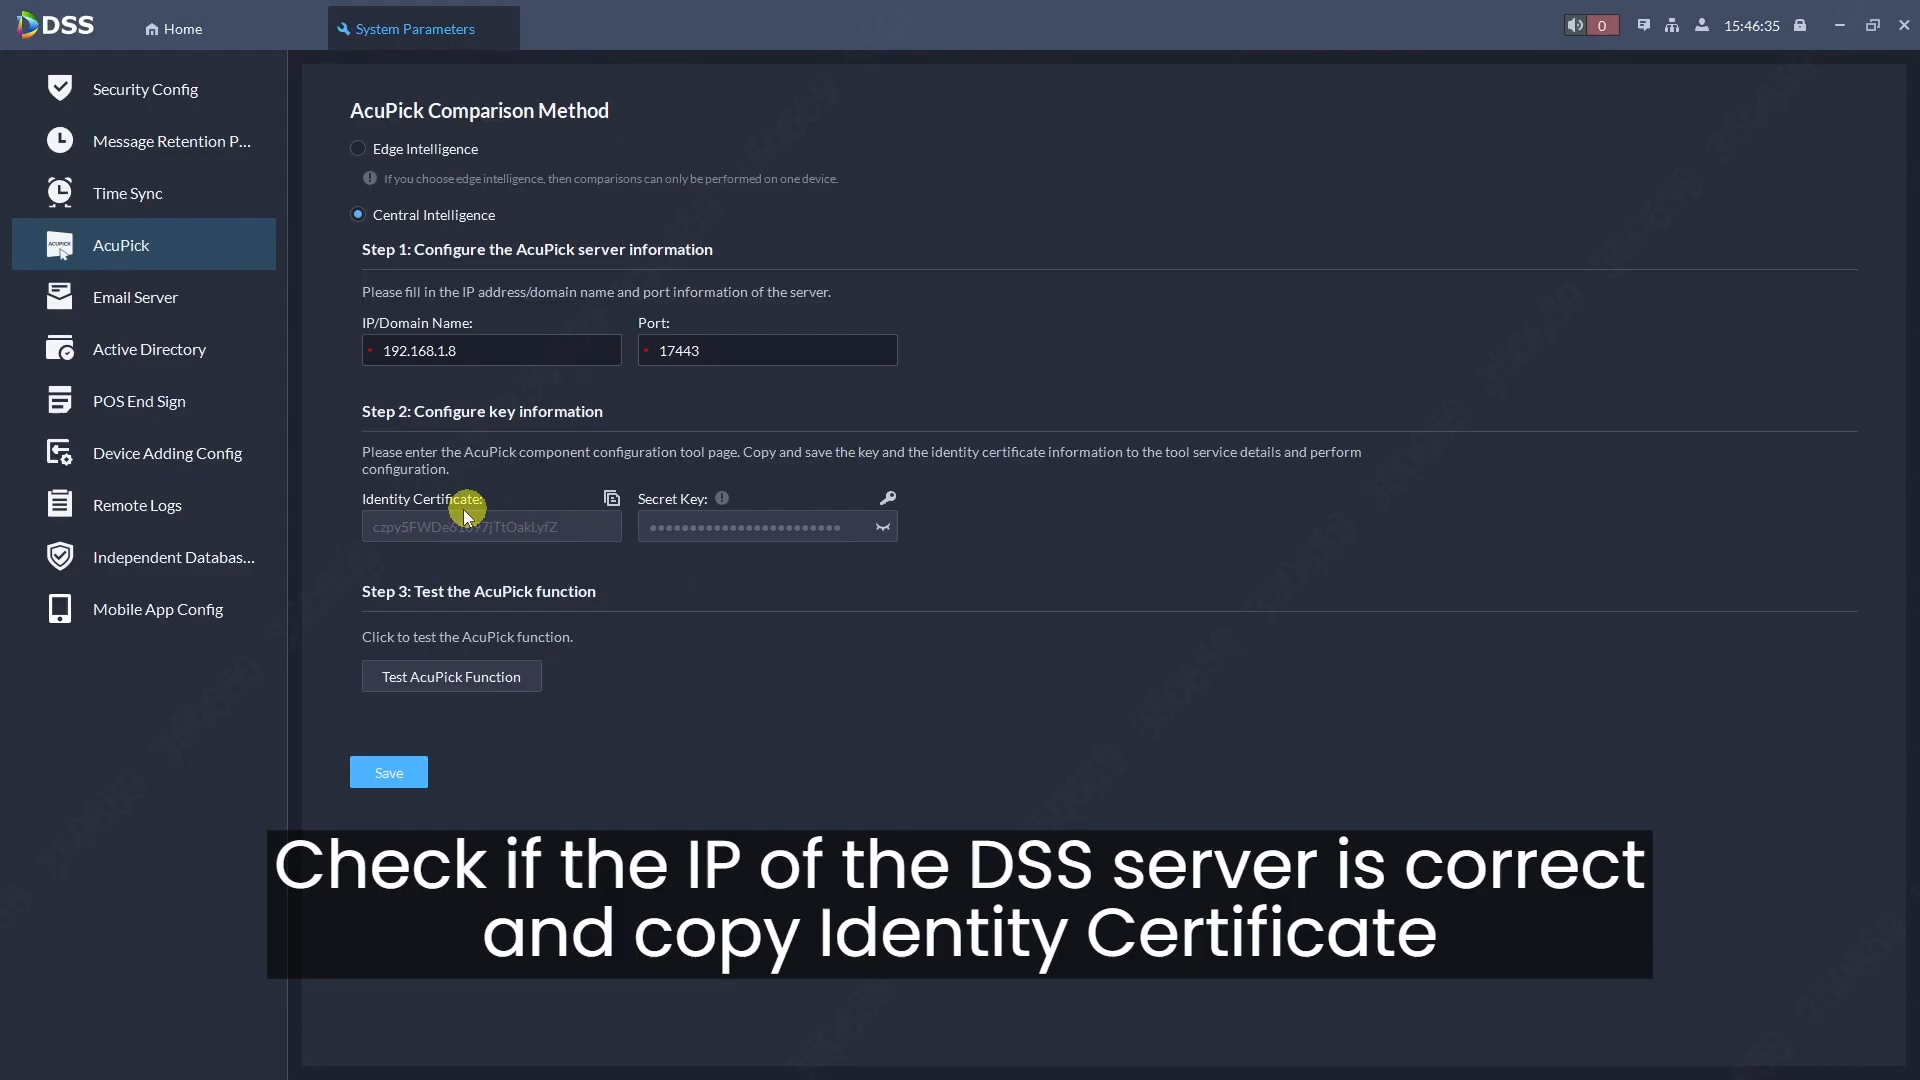 DSS
Home
System Parameters
0
15:46:35
Security Config
Message Retention P...
Time Sync
ACUPICK
AcuPick
Email Server
Active Directory
POS End Sign
Device Adding Config
Remote Logs
Independent Databas...
Mobile App Config
AcuPick Comparison Method
Edge Intelligence
If you choose edge intelligence, then comparisons can only be performed on one device.
Central Intelligence
Step 1: Configure the AcuPick server information
Please fill in the IP address/domain name and port information of the server.
IP/Domain Name: Port:
192.168.1.8 17443
Step 2: Configure key information
Please enter the AcuPick component configuration tool page. Copy and save the key and the identity certificate information to the tool service details and perform
configuration.
Identity Certificate: Secret Key:
Step 3: Test the AcuPick function
Click to test the AcuPick function.
Test AcuPick Function
Save
Check if the IP of the DSS server is correct
and copy Identity Certificate